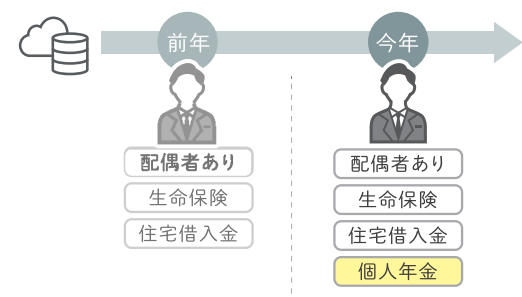 前年
今年
配偶者あり
生命保険
住宅借入金
配偶者あり
生命保険
住宅借入金
個人年金